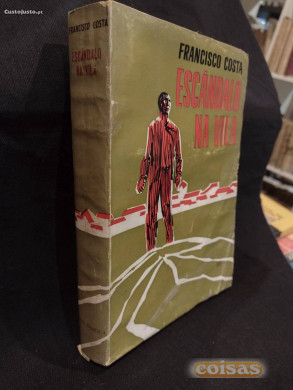 CustoJusto.pt
FRANCISCO COSTA
ESCÂNDALO
NA VILA
FRANCISCO COSTA
ESCÂNDALO
NA VILA
coisas